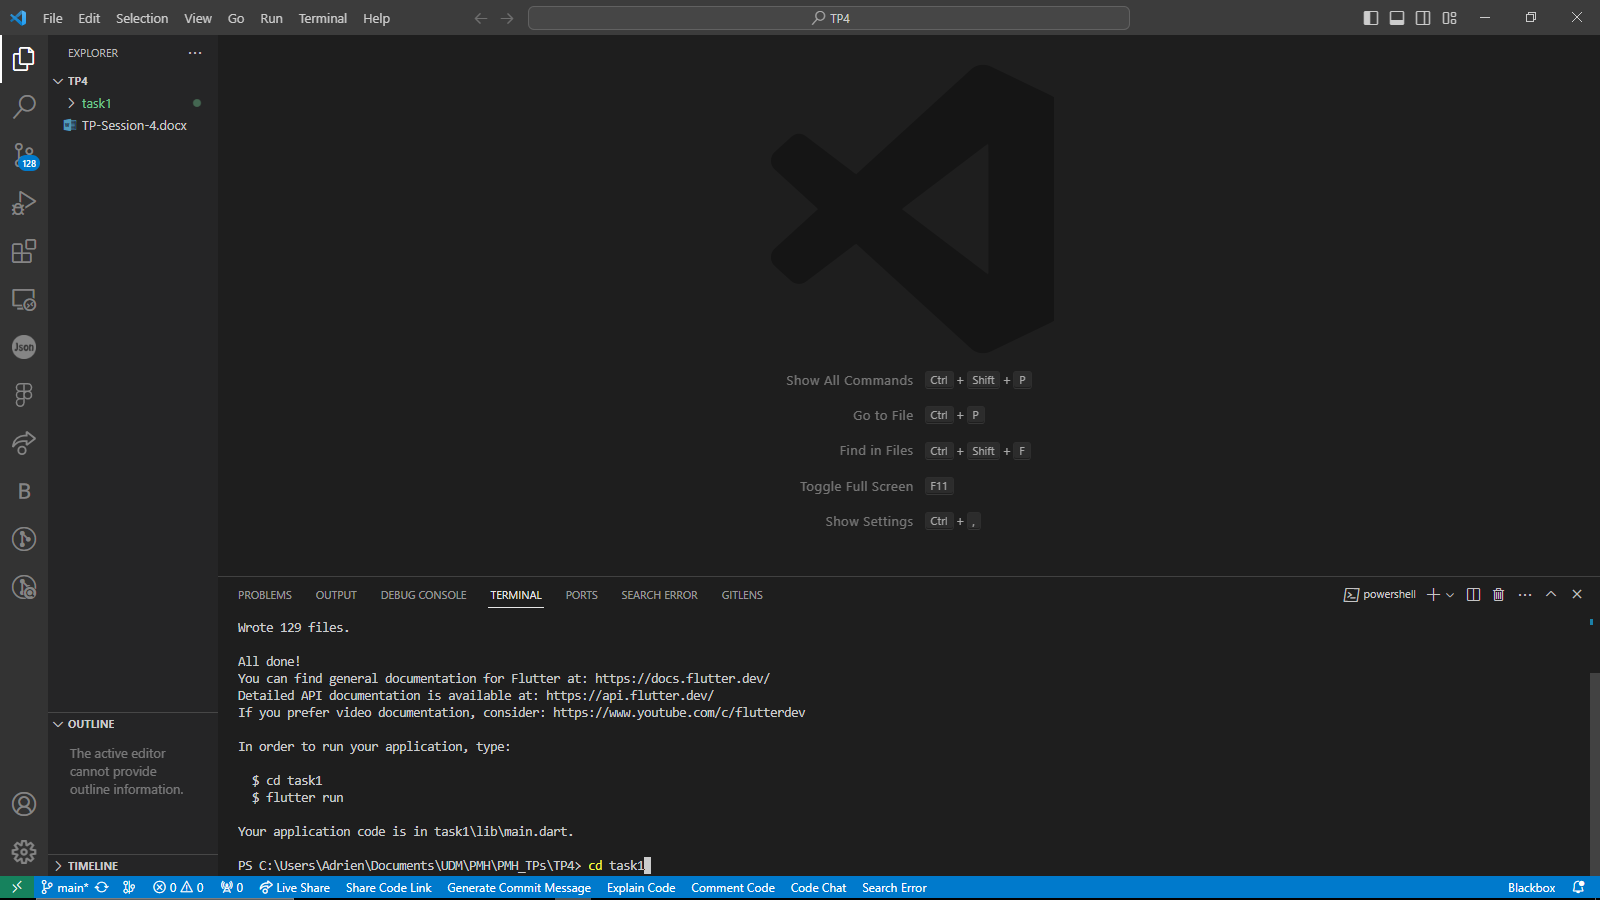 File Edit Selection View Go Run Terminal Help
TP4
EXPLORER
TP4
task1
TP-Session-4.docx
128
Json
B
Show All Commands Ctrl + Shift + P
Go to File Ctrl + P
Find in Files Ctrl + Shift + F
Toggle Full Screen F11
Show Settings Ctrl + ,
OUTLINE
The active editor
cannot provide
outline information.
TIMELINE
PROBLEMS OUTPUT DEBUG CONSOLE TERMINAL PORTS SEARCH ERROR GITLENS
powershell
Wrote 129 files.
All done!
You can find general documentation for Flutter at: https://docs.flutter.dev/
Detailed API documentation is available at: https://api.flutter.dev/
If you prefer video documentation, consider: https://www.youtube.com/c/flutterdev
In order to run your application, type:
$ cd task1
$ flutter run
Your application code is in task1\lib\main.dart.
PS C:\Users\Adrien\Documents\UDM\PMH\PMH_TPs\TP4> cd task1
main* 0 0 0 Live Share Share Code Link Generate Commit Message Explain Code Comment Code Code Chat Search Error Blackbox